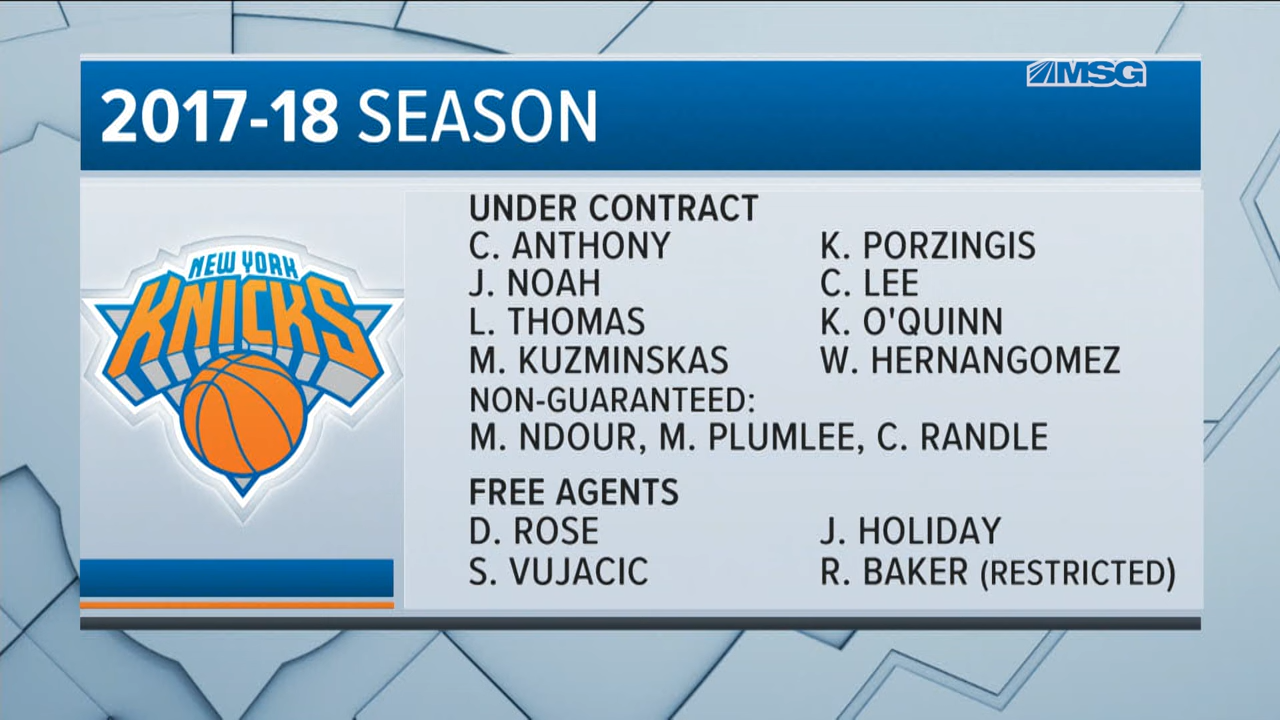 MSG
2017-18 SEASON
NEW YORK
KNICKS
UNDER CONTRACT
C. ANTHONY K. PORZINGIS
J. NOAH C. LEE
L. THOMAS K. O'QUINN
M. KUZMINSKAS W. HERNANGOMEZ
NON-GUARANTEED:
M. NDOUR, M. PLUMLEE, C. RANDLE
FREE AGENTS
D. ROSE J. HOLIDAY
S. VUJACIC R. BAKER (RESTRICTED)